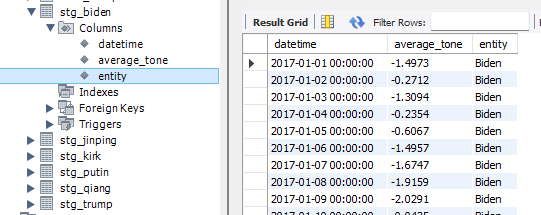 stg_biden
Columns
datetime
average_tone
entity
Indexes
Foreign Keys
Triggers
stg_jinping
stg_kirk
stg_putin
stg_qiang
stg_trump
Result Grid
Filter Rows:
datetime average_tone entity
2017-01-01 00:00:00 -1.4973 Biden
2017-01-02 00:00:00 -0.2712 Biden
2017-01-03 00:00:00 -1.3094 Biden
2017-01-04 00:00:00 -0.2354 Biden
2017-01-05 00:00:00 -0.6067 Biden
2017-01-06 00:00:00 -1.4957 Biden
2017-01-07 00:00:00 -1.6747 Biden
2017-01-08 00:00:00 -1.9159 Biden
2017-01-09 00:00:00 -2.0291 Biden